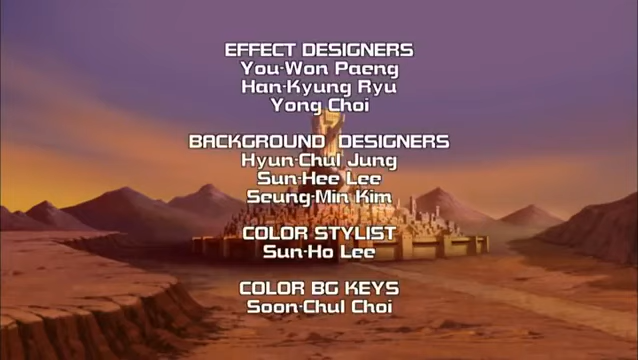 EFFECT DESIGNERS
You-Won Paeng
Han-Kyung Ryu
Yong Choi
BACKGROUND DESIGNERS
Hyun-Chul Jung
Sun-Hee Lee
Seung-Min Kim
COLOR STYLIST
Sun-Ho Lee
COLOR BG KEYS
Soon-Chul Choi